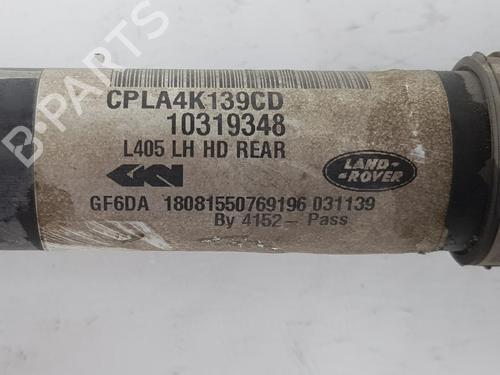 CPLA4K139CD
10319348
L405 LH HD REAR
GKN
LAND-
ROVER
GF6DA 18081550769196 031139
By 4152- Pass
B-Parts